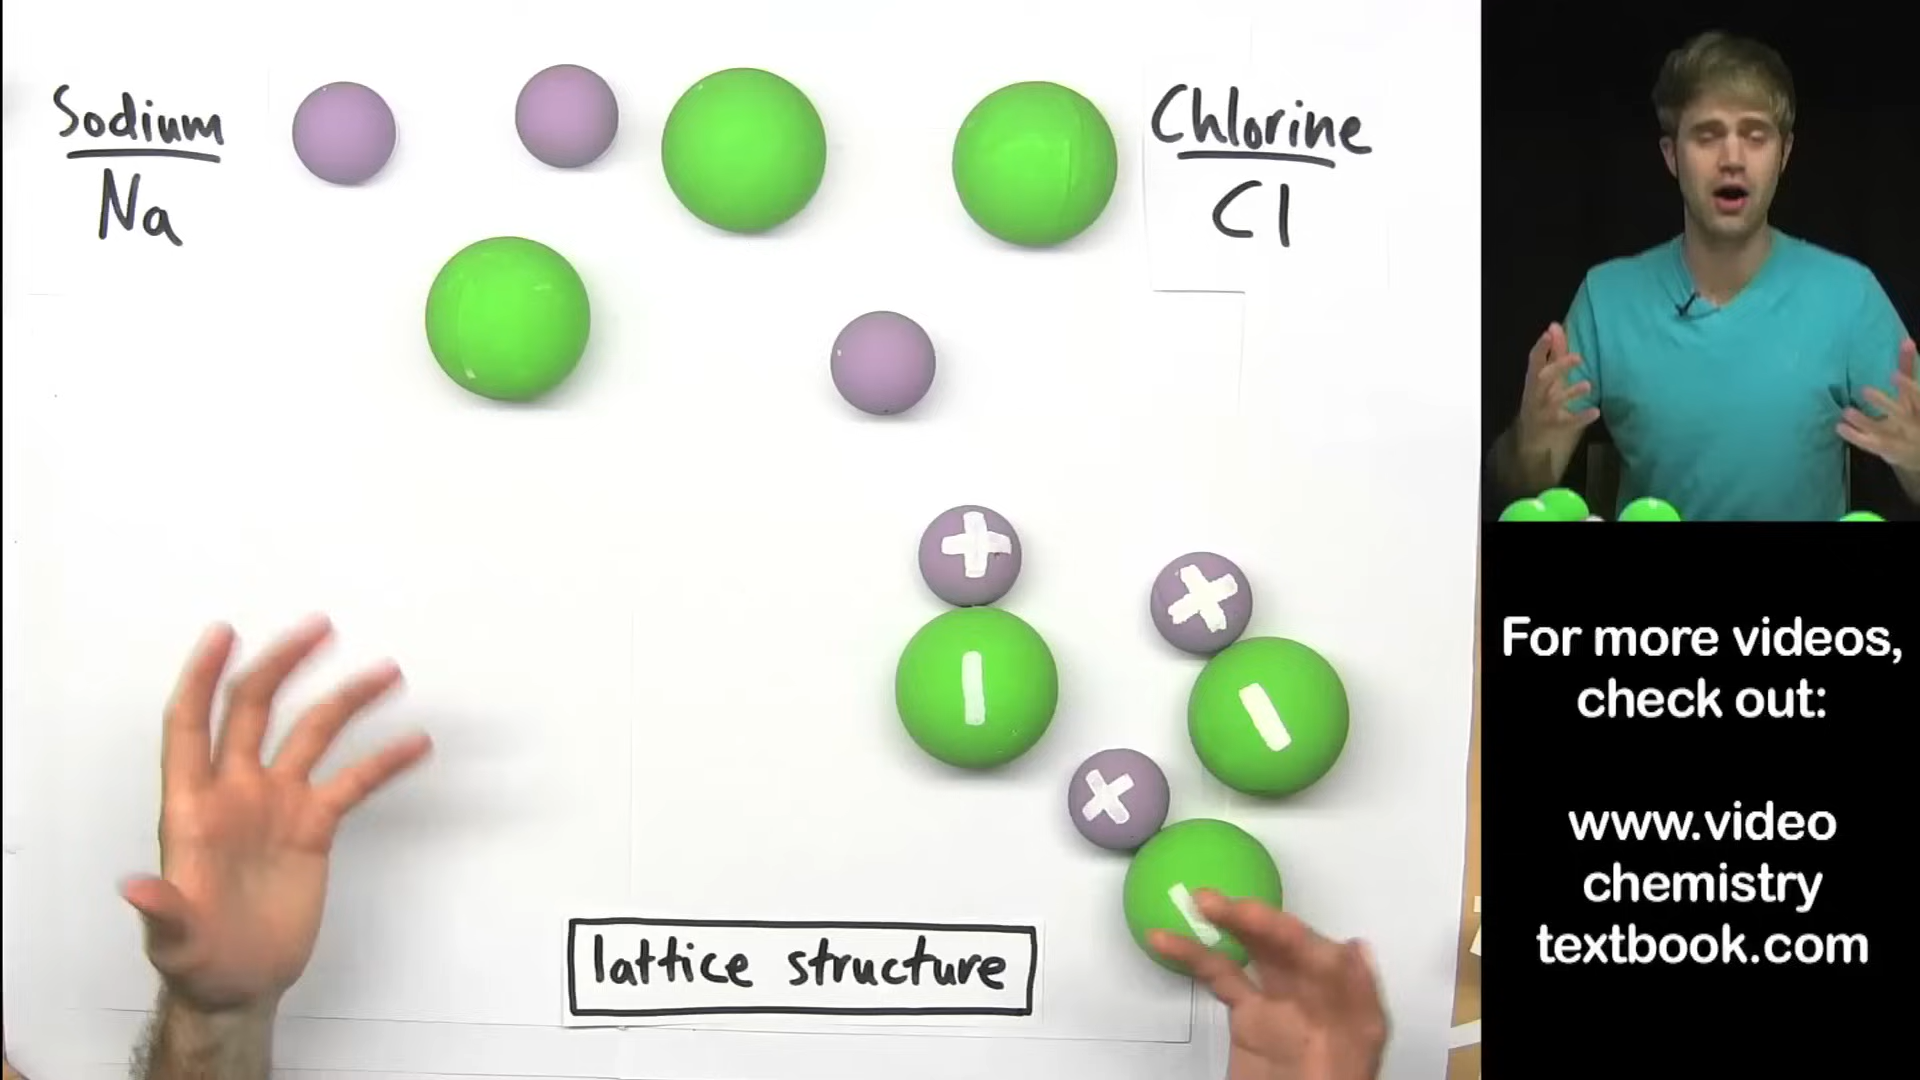 Sodium
Na
Chlorine
Cl
lattice structure
For more videos,
check out:
www.video
chemistry
textbook.com